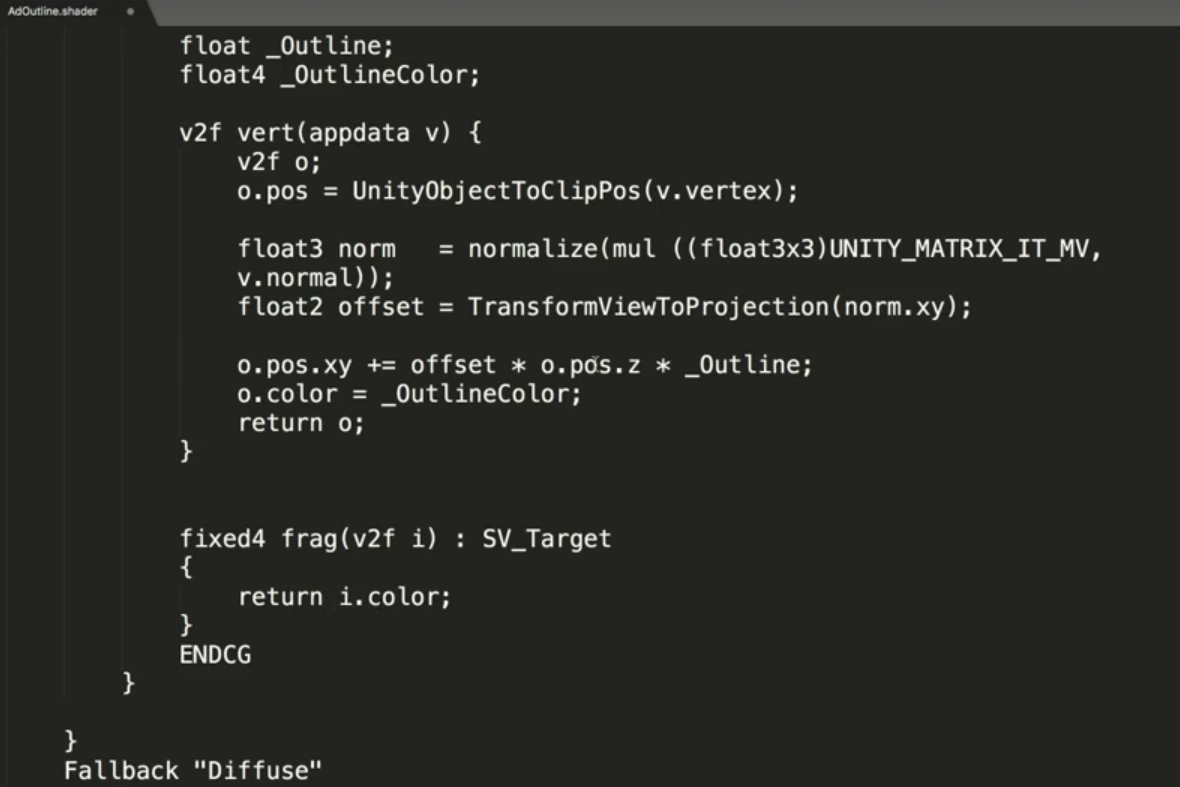 AdOutline.shader
float _Outline;
float4 _OutlineColor;
v2f vert(appdata v) {
v2f o;
o.pos = UnityObjectToClipPos(v.vertex);
float3 norm   = normalize(mul ((float3x3)UNITY_MATRIX_IT_MV,
v.normal));
float2 offset = TransformViewToProjection(norm.xy);
o.pos.xy += offset * o.pos.z * _Outline;
o.color = _OutlineColor;
return o;
}
fixed4 frag(v2f i) : SV_Target
{
return i.color;
}
ENDCG
}
}
Fallback "Diffuse"